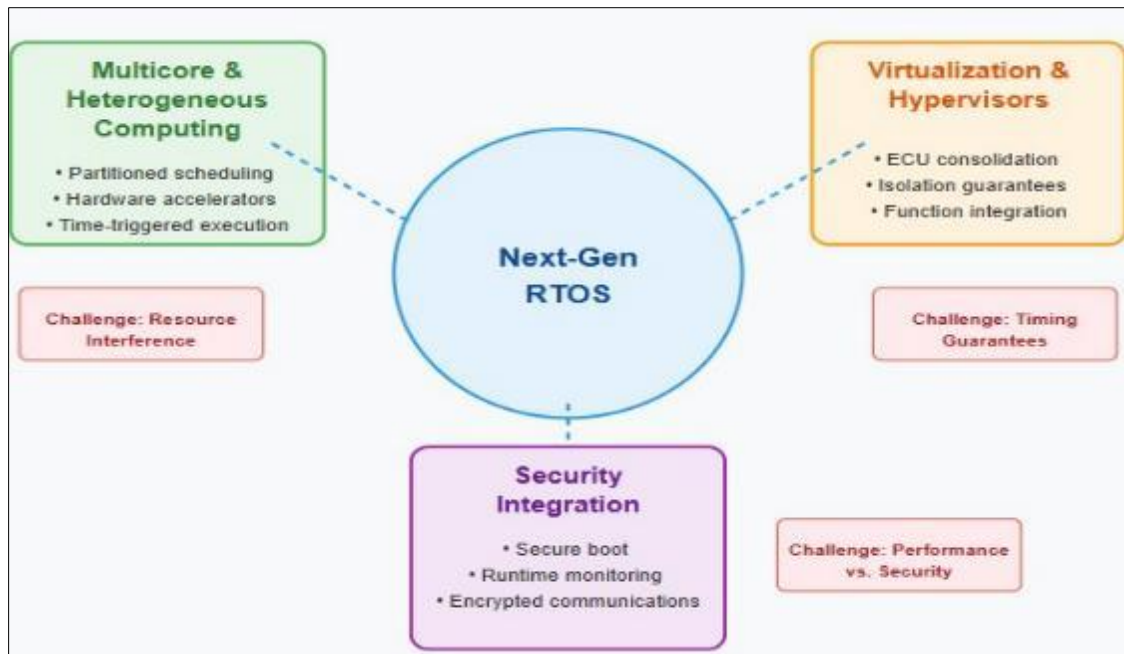 Multicore &
Heterogeneous
Computing
• Partitioned scheduling
• Hardware accelerators
• Time-triggered execution
Virtualization &
Hypervisors
• ECU consolidation
• Isolation guarantees
• Function integration
Next-Gen
RTOS
Challenge: Resource
Interference
Challenge: Timing
Guarantees
Security
Integration
• Secure boot
• Runtime monitoring
• Encrypted communications
Challenge: Performance
vs. Security